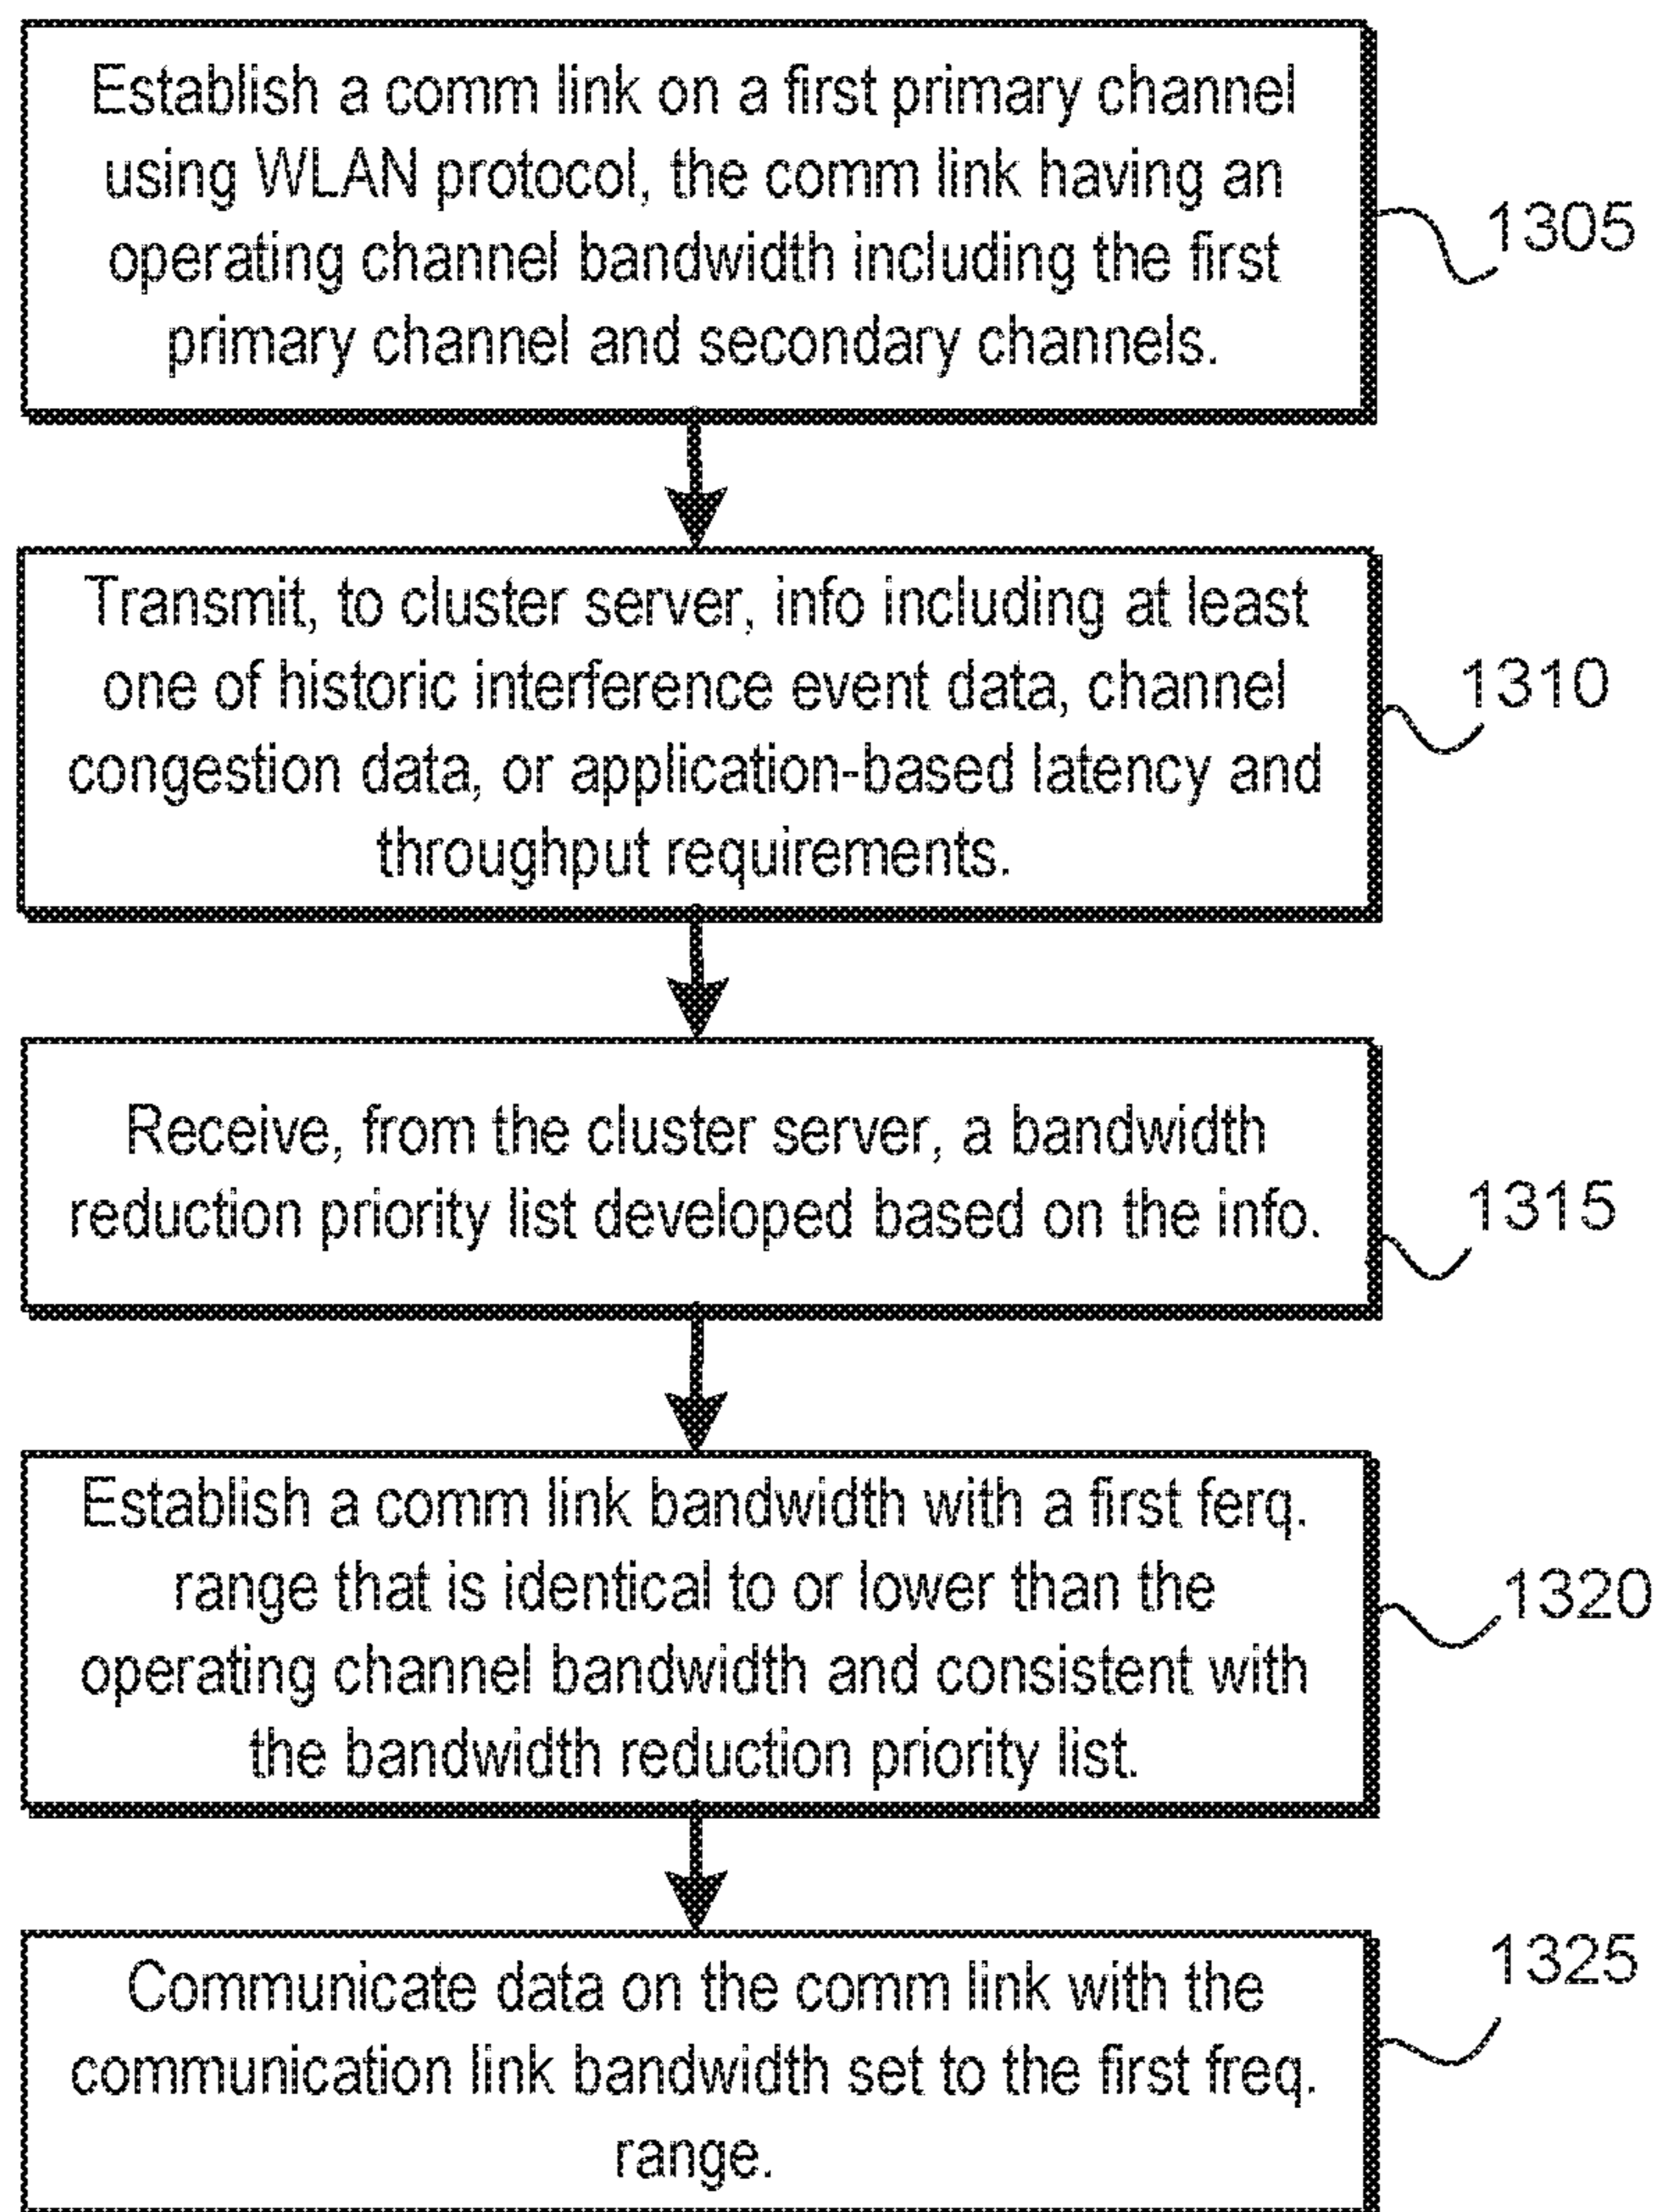 Establish a comm link on a first primary channel
using WLAN protocol, the comm link having an
operating channel bandwidth including the first
primary channel and secondary channels.
1305
Transmit, to cluster server, info including at least
one of historic interference event data, channel
congestion data, or application-based latency and
throughput requirements.
1310
Receive, from the cluster server, a bandwidth
reduction priority list developed based on the info.
1315
Establish a comm link bandwidth with a first ferq.
range that is identical to or lower than the
operating channel bandwidth and consistent with
the bandwidth reduction priority list.
1320
Communicate data on the comm link with the
communication link bandwidth set to the first freq.
range.
1325